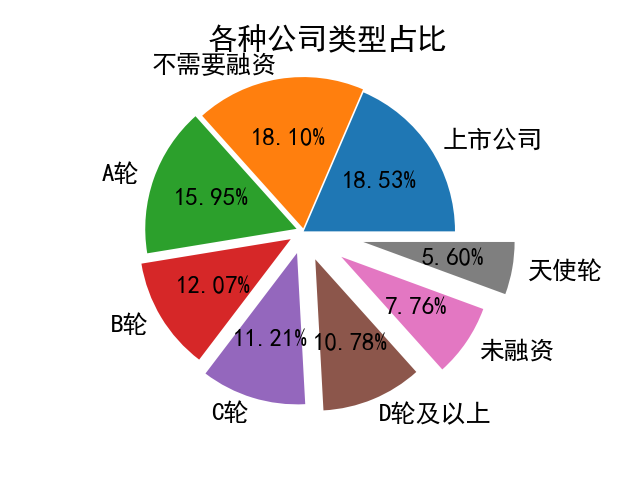 各种公司类型占比
不需要融资
上市公司
18.10%
18.53%
A轮
15.95%
5.60%
天使轮
12.07%
7.76%
B轮
11.21%
10.78%
未融资
C轮
D轮及以上